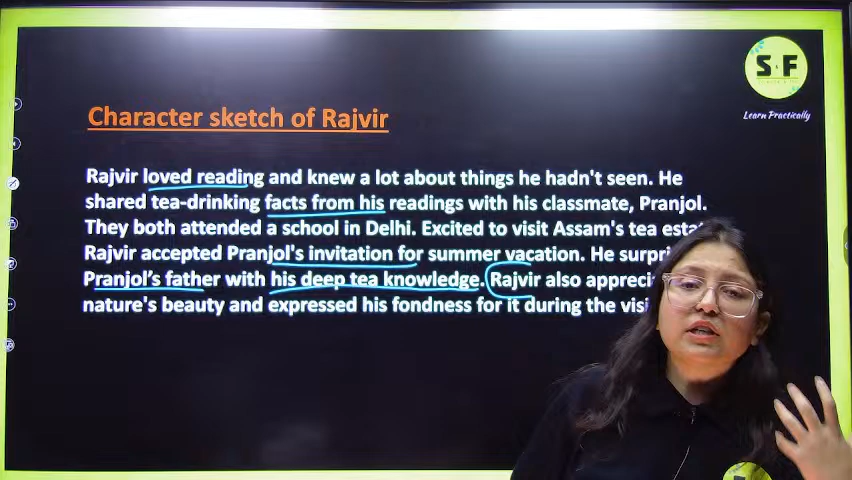 S & F
Learn Practically
Character sketch of Rajvir
Rajvir loved reading and knew a lot about things he hadn't seen. He
shared tea-drinking facts from his readings with his classmate, Pranjol.
They both attended a school in Delhi. Excited to visit Assam's tea
Rajvir accepted Pranjol's invitation for summer vacation. He
Pranjol's father with his deep tea knowledge. Rajvir also
nature's beauty and expressed his fondness for it during the